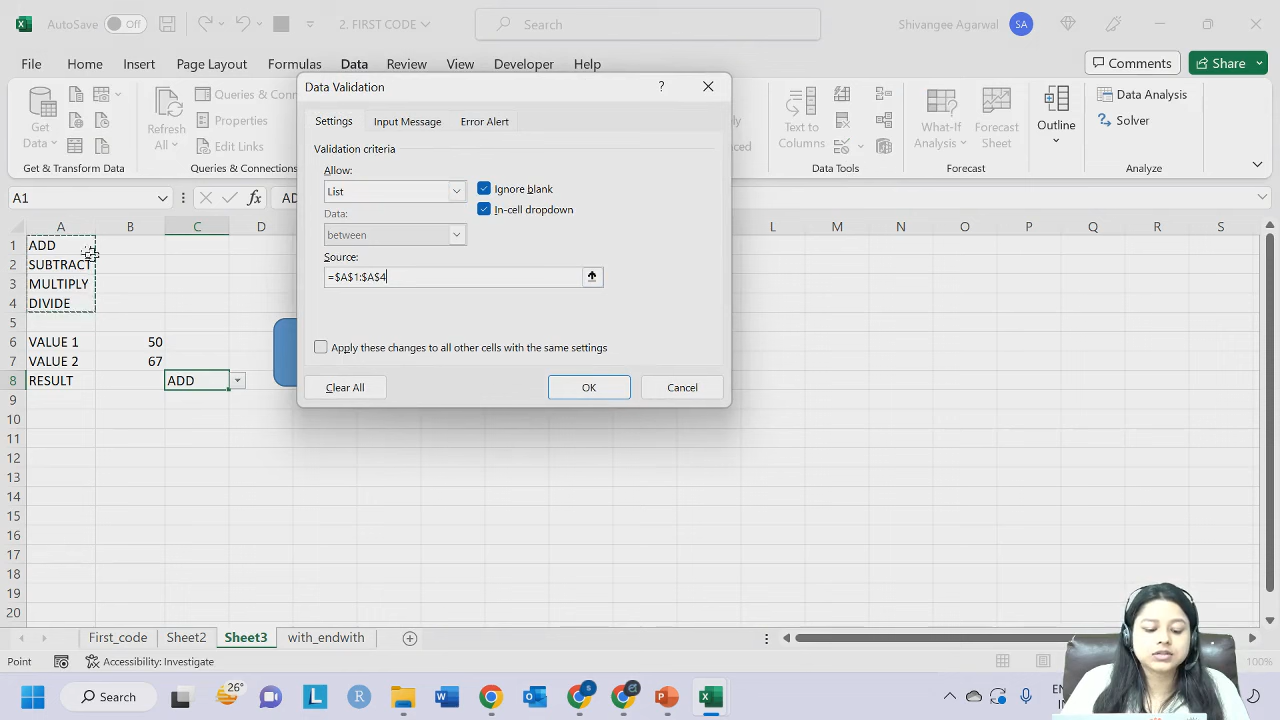 AutoSave Off 2. FIRST CODE Search Shivangee Agarwal SA
File Home Insert Page Layout Formulas Data Review View Developer Help Comments Share
Get Data
Refresh All
Queries & Conn
Properties
Edit Links
Get & Transform Data
Queries & Connections
Text to Columns
Data Tools
What-If Analysis
Forecast Sheet
Forecast
Outline
Data Analysis
Solver
Analyze
A1 fx AD
Data Validation ?
Settings Input Message Error Alert
Validation criteria
Allow:
List
Ignore blank
Data:
In-cell dropdown
between
Source:
=$A$1:$A$4
Apply these changes to all other cells with the same settings
Clear All OK Cancel
A B C D L M N O P Q R S
1 ADD
2 SUBTRACT
3 MULTIPLY
4 DIVIDE
5
6 VALUE 1 50
7 VALUE 2 67
8 RESULT ADD
9
10
11
12
13
14
15
16
17
18
19
20
First_code Sheet2 Sheet3 with_endwith
Point Accessibility: Investigate 100%
Search 26° L R W S a P X
IN